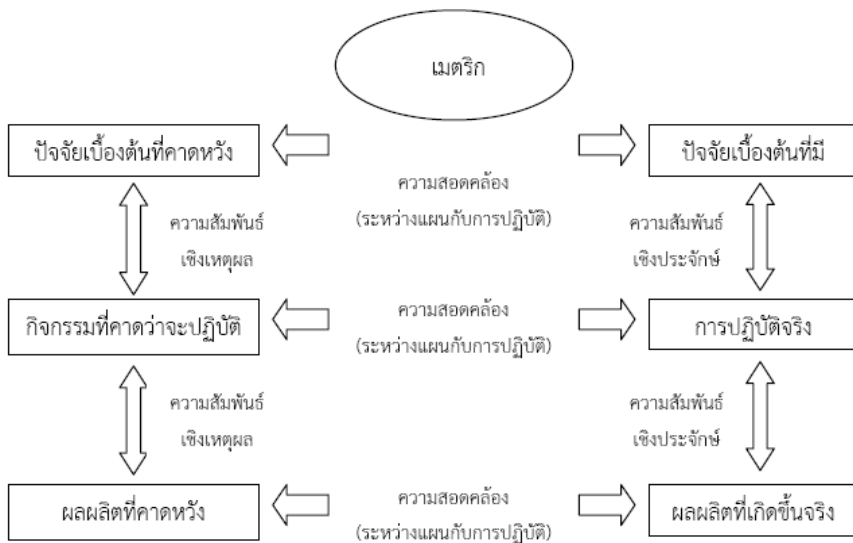 เมตริก
ปัจจัยเบื้องต้นที่คาดหวัง
ปัจจัยเบื้องต้นที่มี
ความสอดคล้อง
(ระหว่างแผนกับการปฏิบัติ)
ความสัมพันธ์
เชิงเหตุผล
ความสัมพันธ์
เชิงประจักษ์
กิจกรรมที่คาดว่าจะปฏิบัติ
ความสอดคล้อง
(ระหว่างแผนกับการปฏิบัติ)
การปฏิบัติจริง
ความสัมพันธ์
เชิงเหตุผล
ความสัมพันธ์
เชิงประจักษ์
ผลผลิตที่คาดหวัง
ความสอดคล้อง
(ระหว่างแผนกับการปฏิบัติ)
ผลผลิตที่เกิดขึ้นจริง